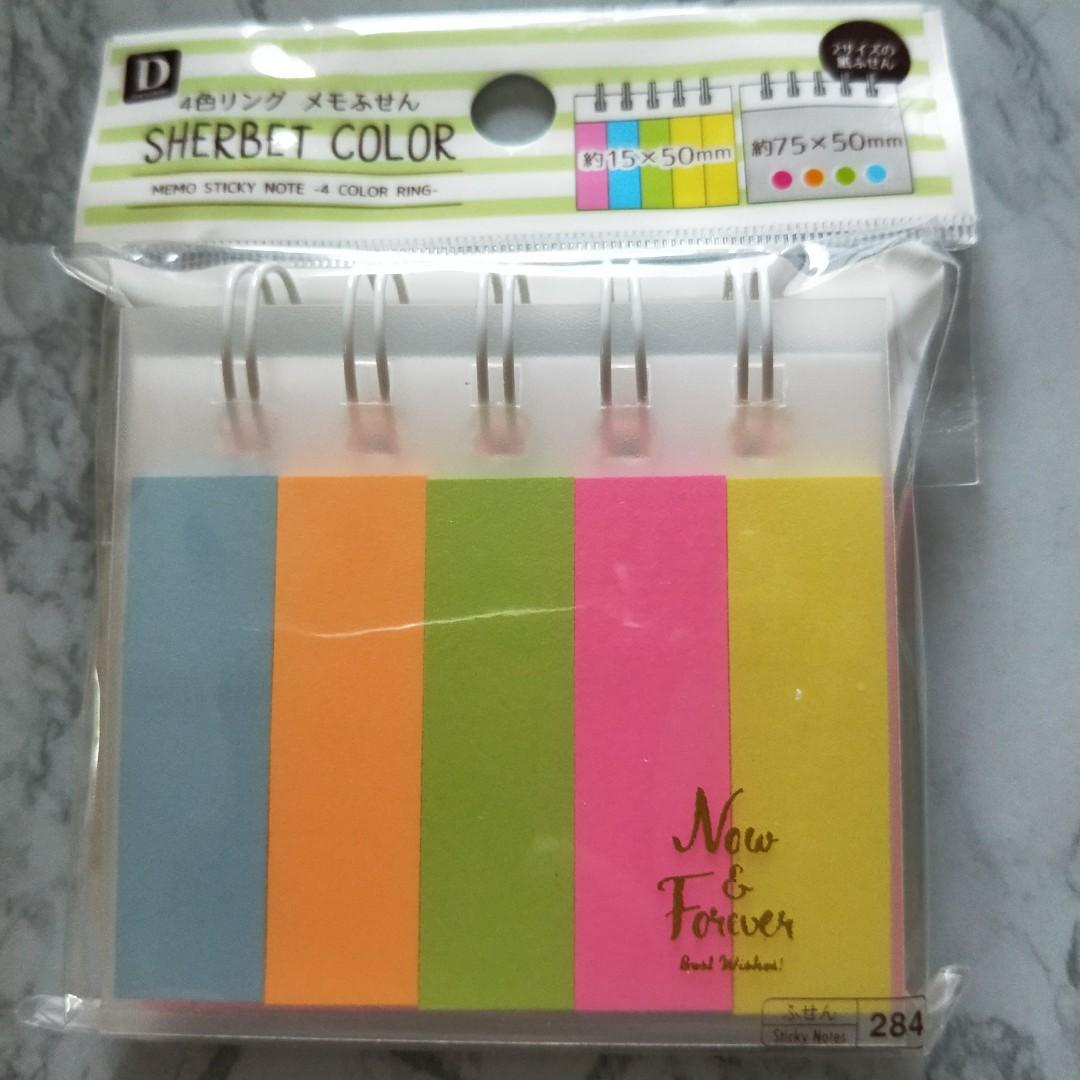 D
4色リング メモふせん
SHERBET COLOR
MEMO STICKY NOTE -4 COLOR RING-
約15×50mm
2サイズの
紙ふせん
約75×50mm
Now
&
Forever
Best Wishes!
ふせん
Sticky Notes
284